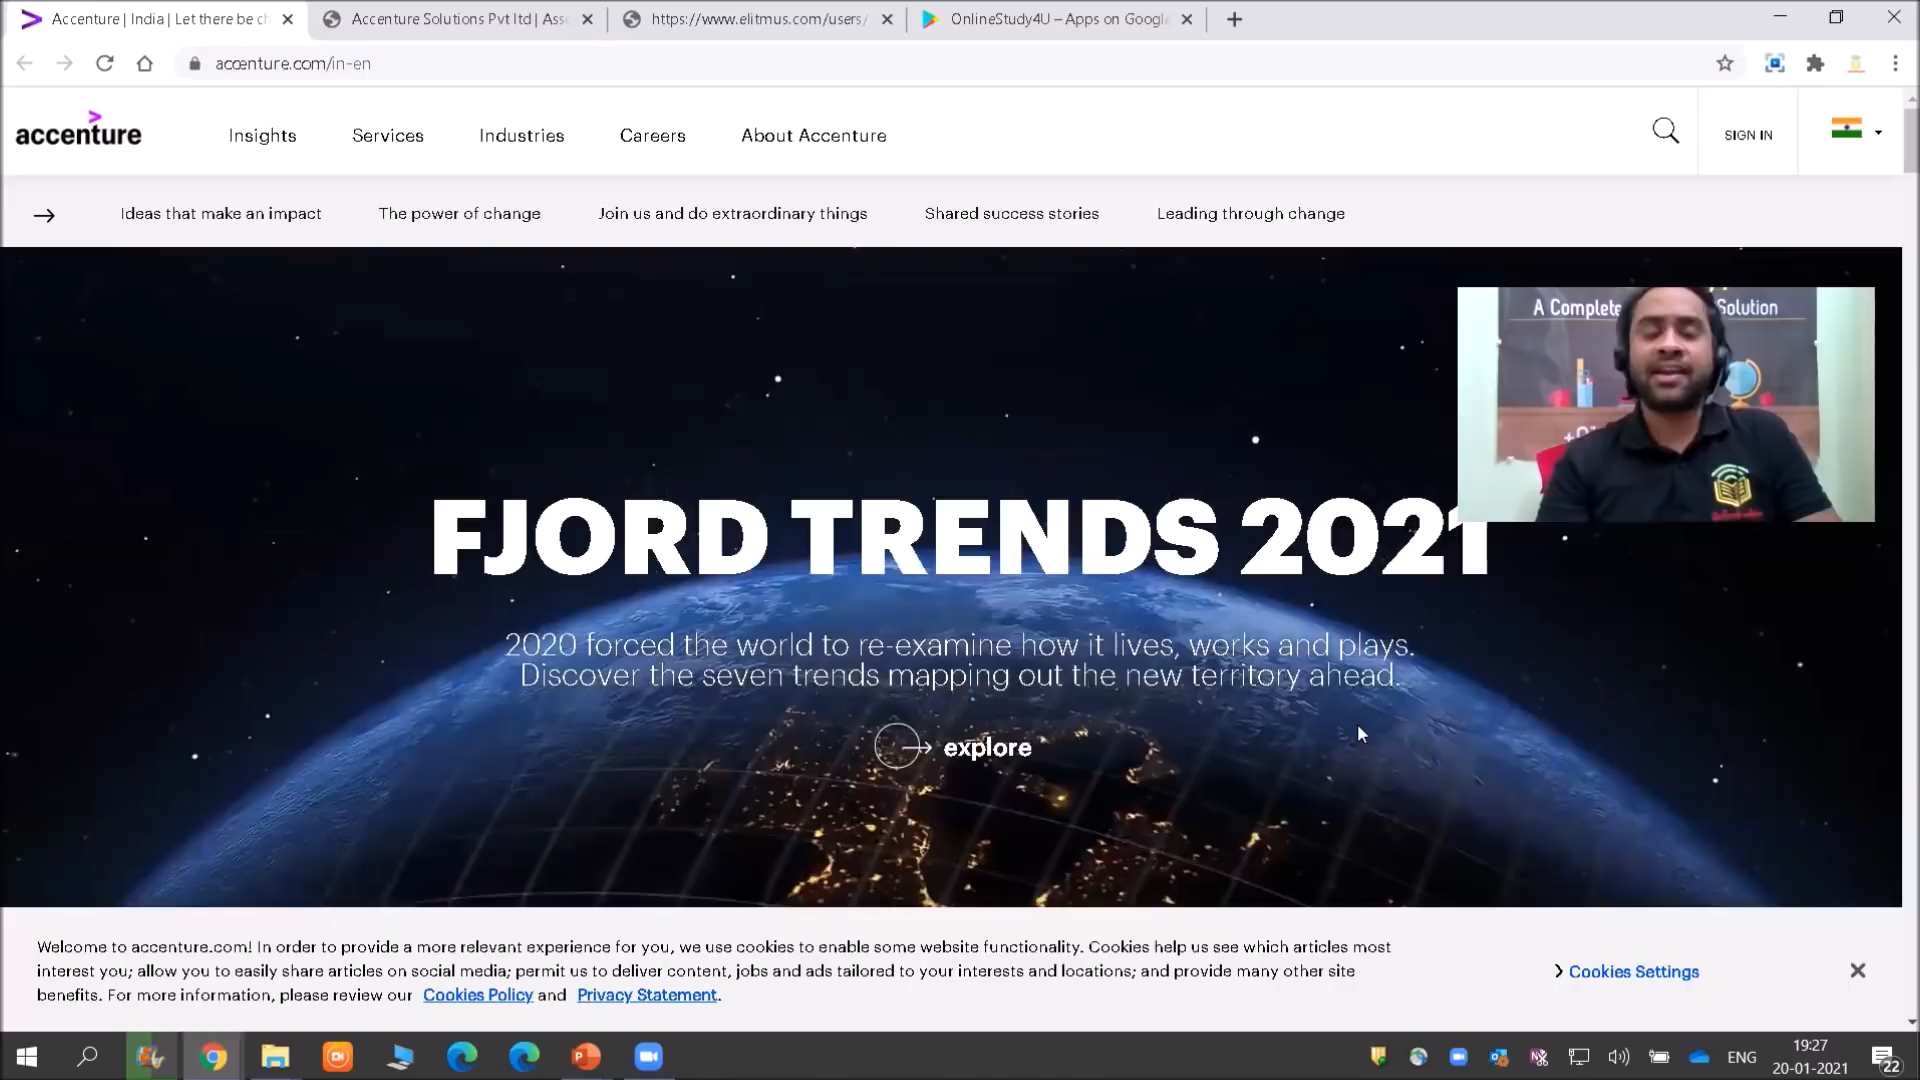 Accenture | India | Let there be ch
Accenture Solutions Pvt ltd | Asso
https://www.elitmus.com/users/
OnlineStudy4U – Apps on Google
accenture.com/in-en
accenture
Insights
Services
Industries
Careers
About Accenture
SIGN IN
Ideas that make an impact
The power of change
Join us and do extraordinary things
Shared success stories
Leading through change
A Complete Solution
FJORD TRENDS 2021
2020 forced the world to re-examine how it lives, works and plays.
Discover the seven trends mapping out the new territory ahead.
explore
Welcome to accenture.com! In order to provide a more relevant experience for you, we use cookies to enable some website functionality. Cookies help us see which articles most
interest you; allow you to easily share articles on social media; permit us to deliver content, jobs and ads tailored to your interests and locations; and provide many other site
benefits. For more information, please review our Cookies Policy and Privacy Statement.
Cookies Settings
ENG
19:27
20-01-2021
22